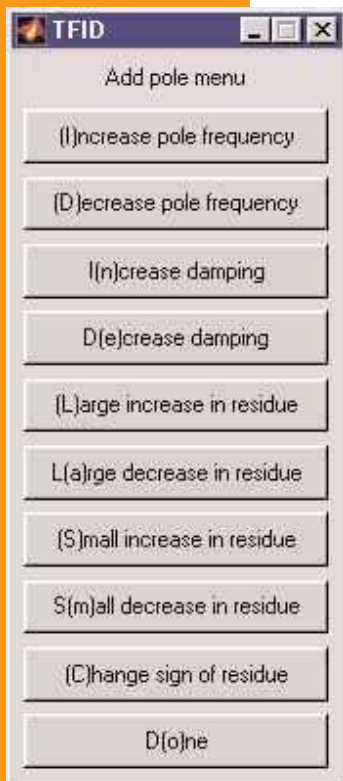 TFID
Add pole menu
(I)ncrease pole frequency
(D)ecrease pole frequency
I(n)crease damping
D(e)crease damping
(L)arge increase in residue
L(a)rge decrease in residue
(S)mall increase in residue
S(m)all decrease in residue
(C)hange sign of residue
D(o)ne